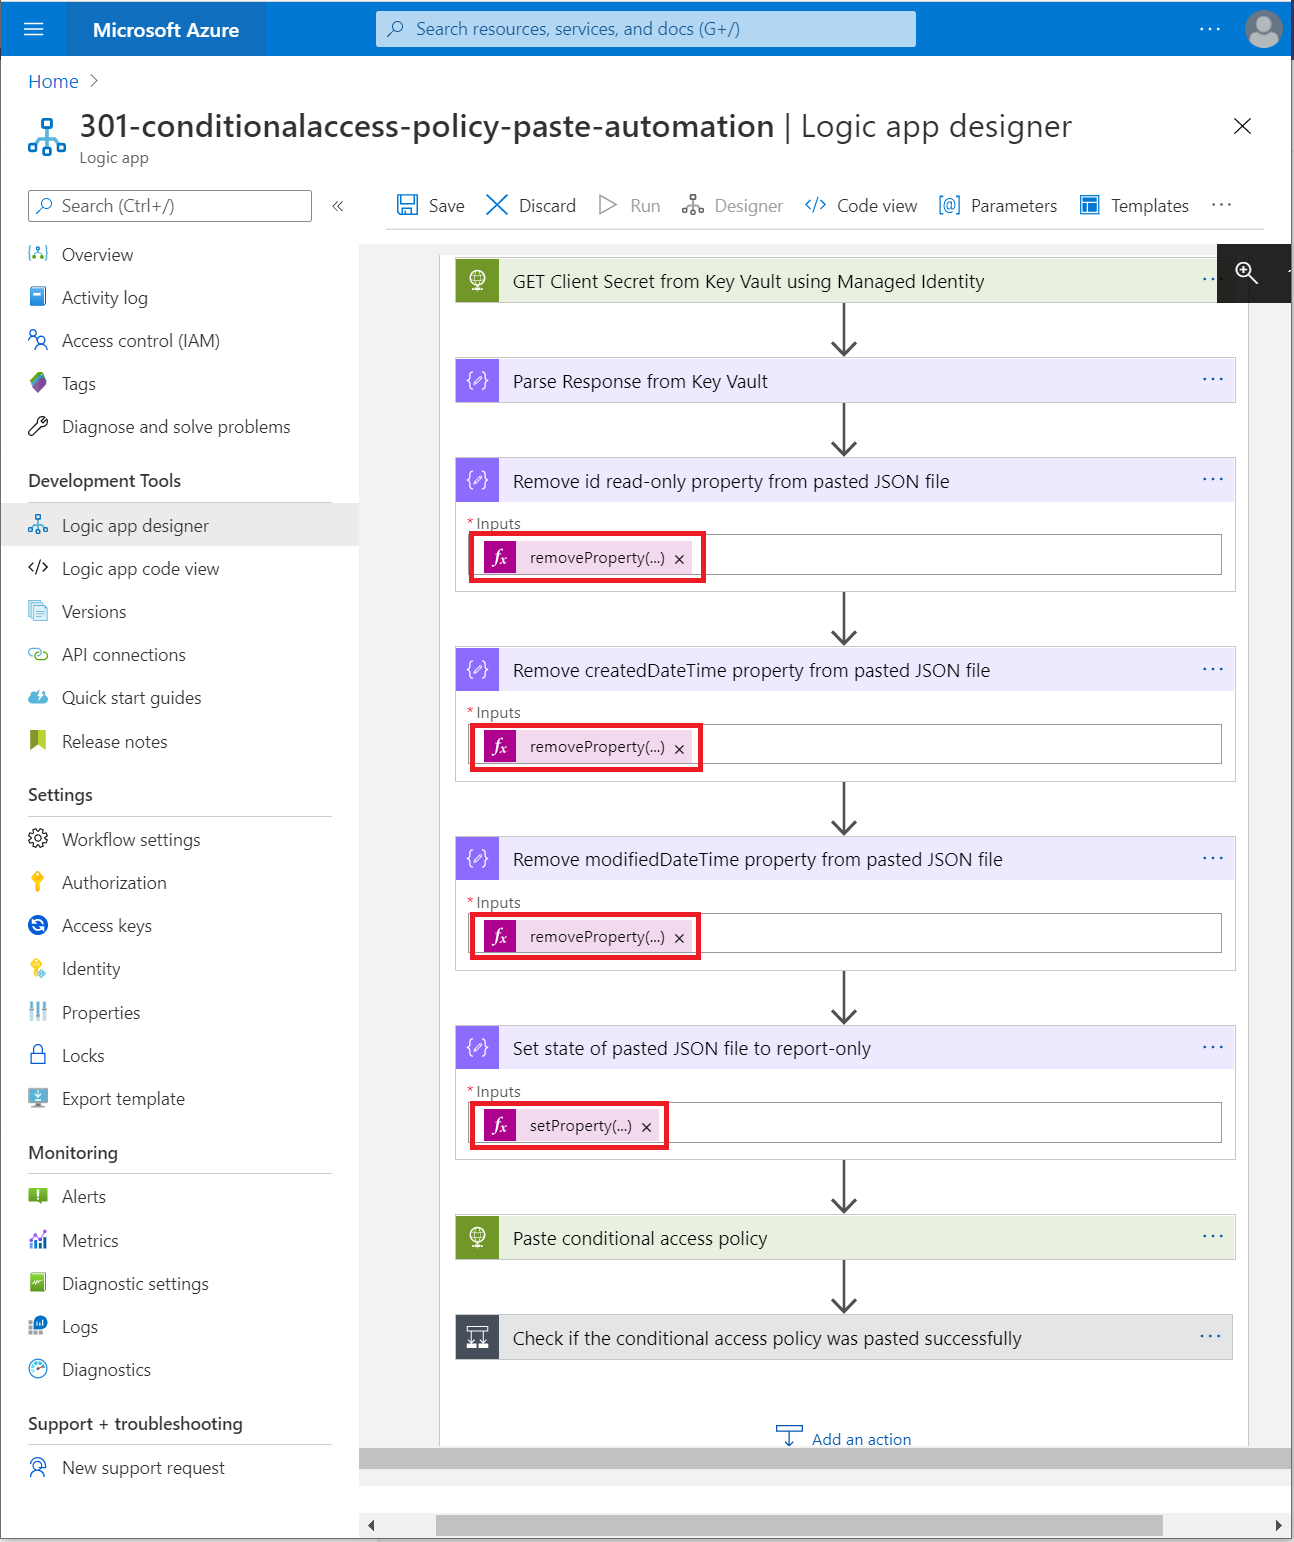 Microsoft Azure
Search resources, services, and docs (G+/)
...
Home
301-conditionalaccess-policy-paste-automation | Logic app designer
Logic app
Search (Ctrl+/)
«
Save
Discard
Run
Designer
</> Code view
[@] Parameters
Templates
...
Overview
Activity log
Access control (IAM)
Tags
Diagnose and solve problems
Development Tools
Logic app designer
</> Logic app code view
Versions
API connections
Quick start guides
Release notes
Settings
Workflow settings
Authorization
Access keys
Identity
Properties
Locks
Export template
Monitoring
Alerts
Metrics
Diagnostic settings
Logs
Diagnostics
Support + troubleshooting
New support request
GET Client Secret from Key Vault using Managed Identity
Parse Response from Key Vault ...
Remove id read-only property from pasted JSON file ...
* Inputs
fx removeProperty(...) ×
Remove createdDateTime property from pasted JSON file ...
* Inputs
fx removeProperty(...) ×
Remove modifiedDateTime property from pasted JSON file ...
* Inputs
fx removeProperty(...) ×
Set state of pasted JSON file to report-only ...
* Inputs
fx setProperty(...) ×
Paste conditional access policy ...
Check if the conditional access policy was pasted successfully ...
Add an action